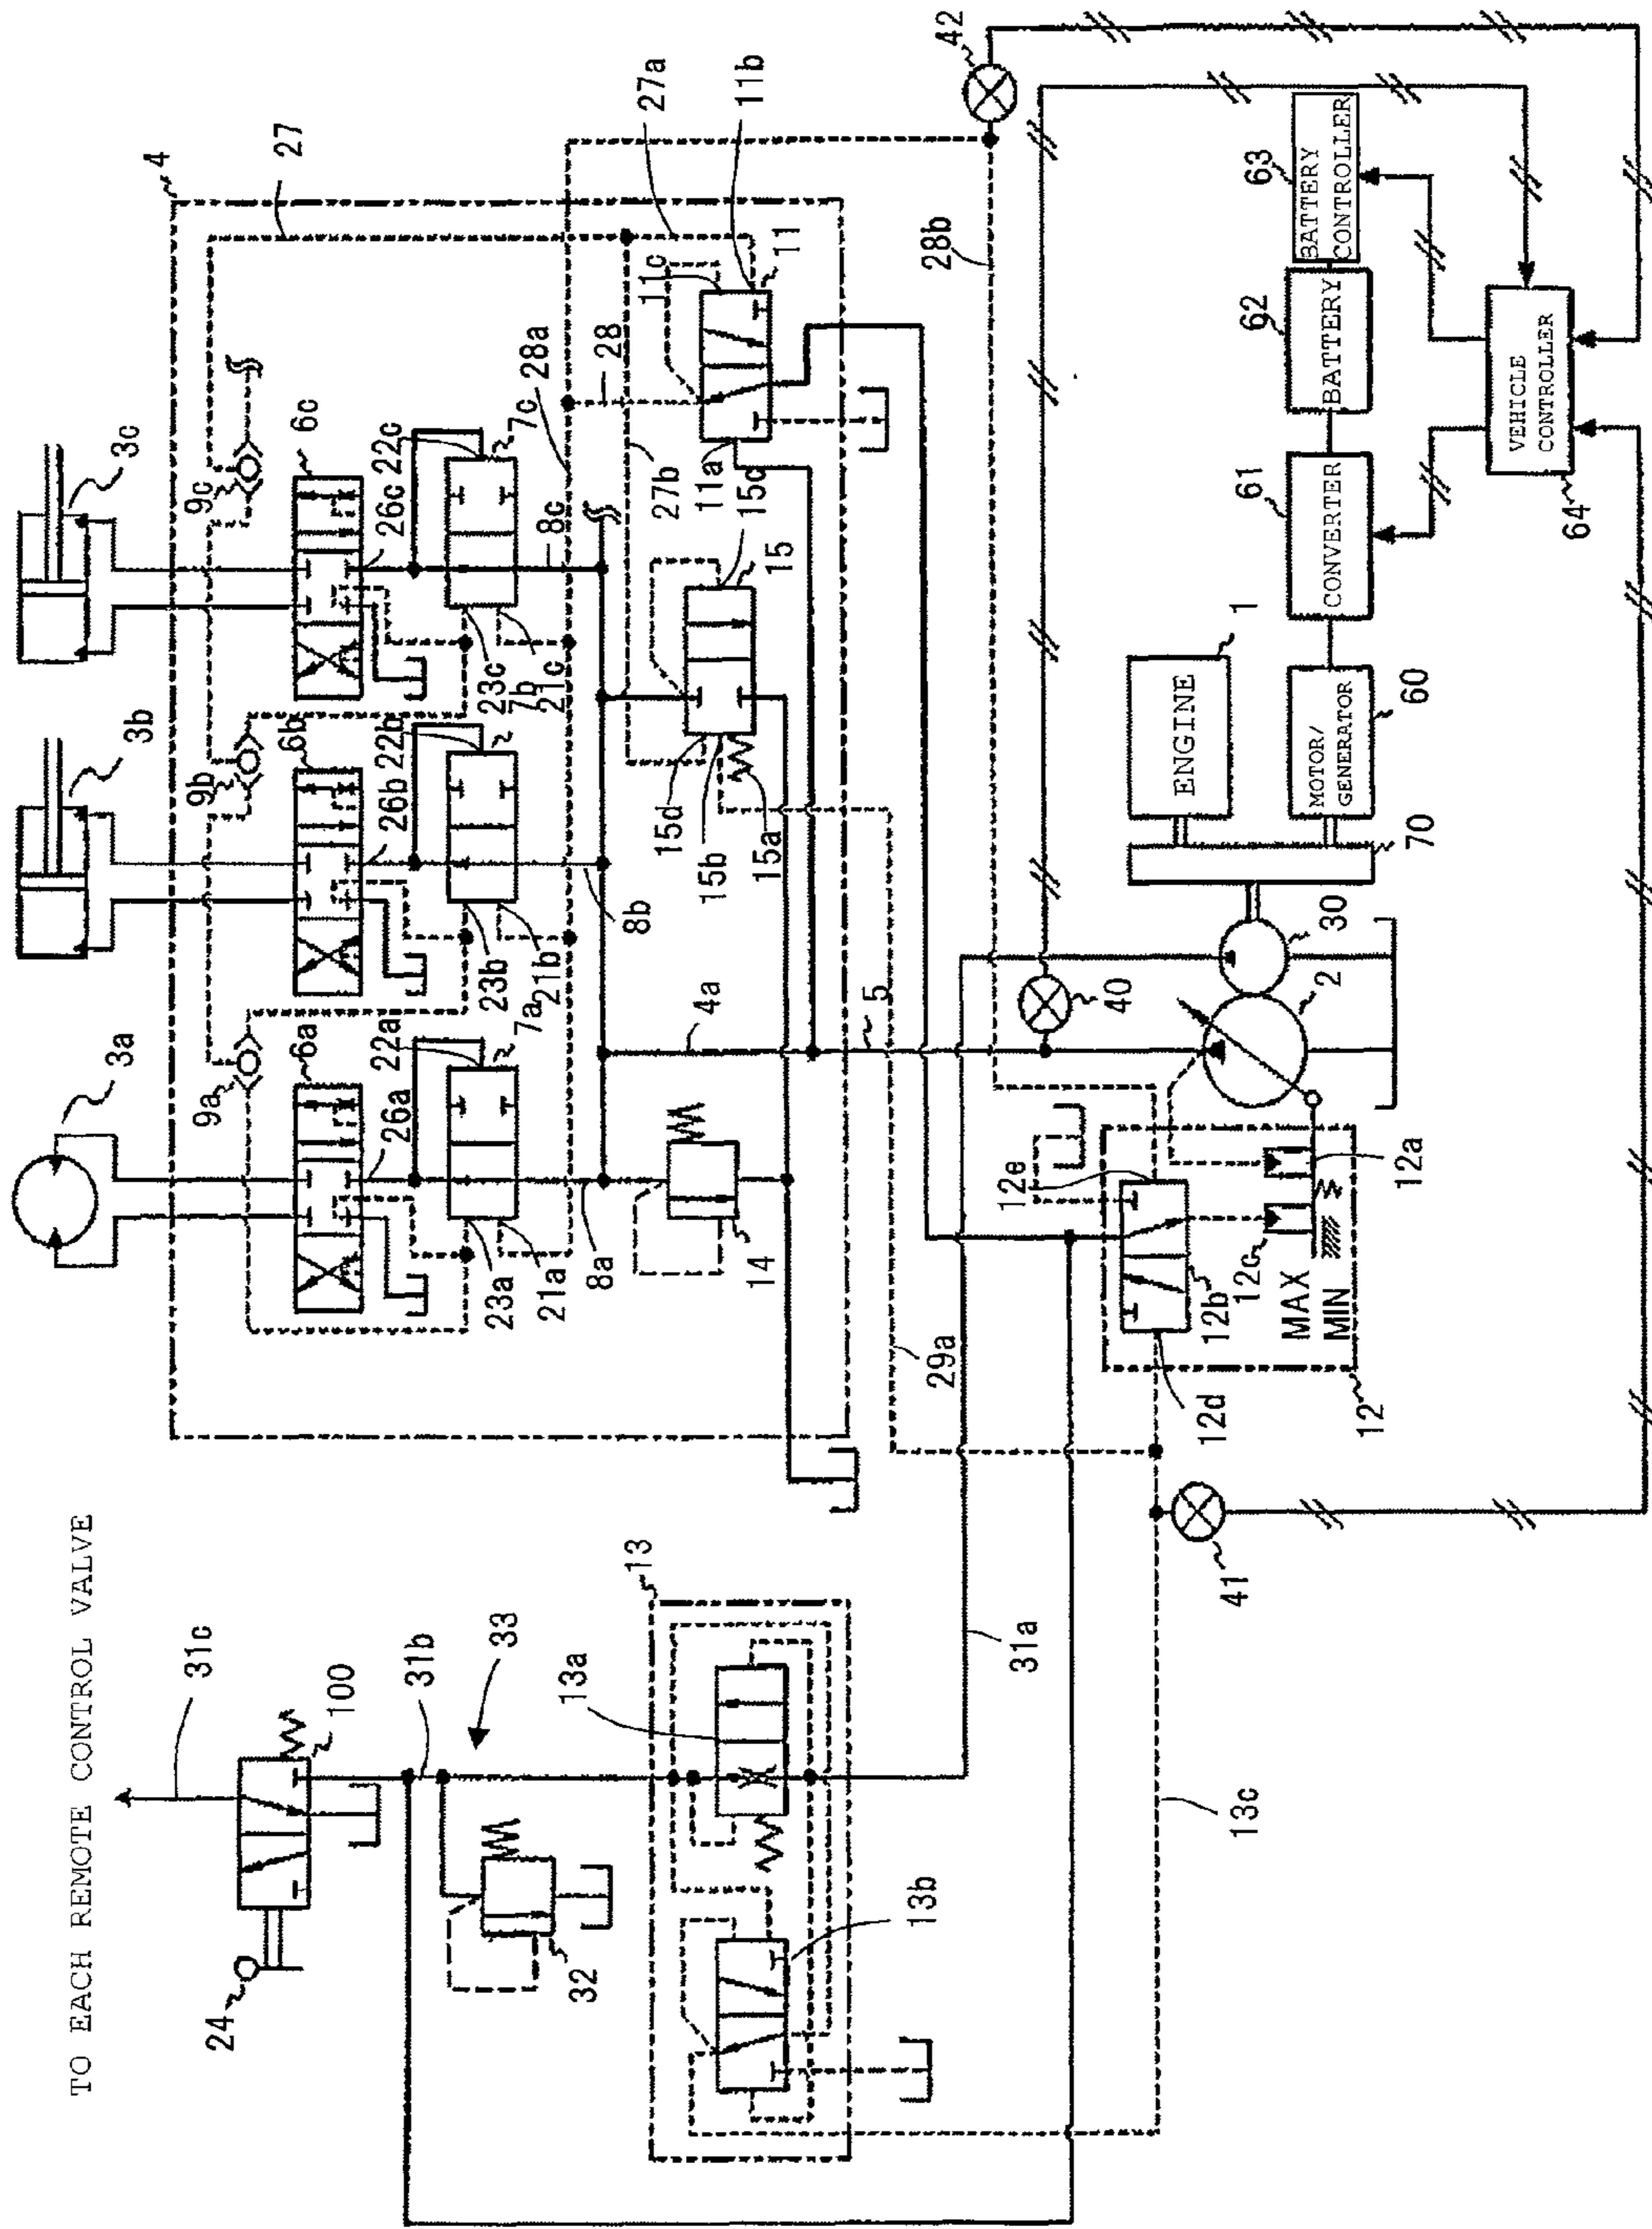 TO EACH REMOTE CONTROL VALVE
24
31c
100
31b
33
32
13
13a
13b
31a
13c
3a
3b
3c
4
27
9a
9b
9c
6a
6b
6c
26a
26b
26c
22a
22b
22c
7a
7b
7c
23a
23b
23c
21a
21b
21c
8a
8b
8c
28a
28
27a
27b
11b
11c
11
11a
15c
15
15d
15b
15a
14
4a
5
29a
28b
42
40
41
12e
12d
12b
12c
12a
12
MAX
MIN
2
30
70
1
ENGINE
60
MOTOR/
GENERATOR
61
CONVERTER
62
BATTERY
63
BATTERY
CONTROLLER
64
VEHICLE
CONTROLLER